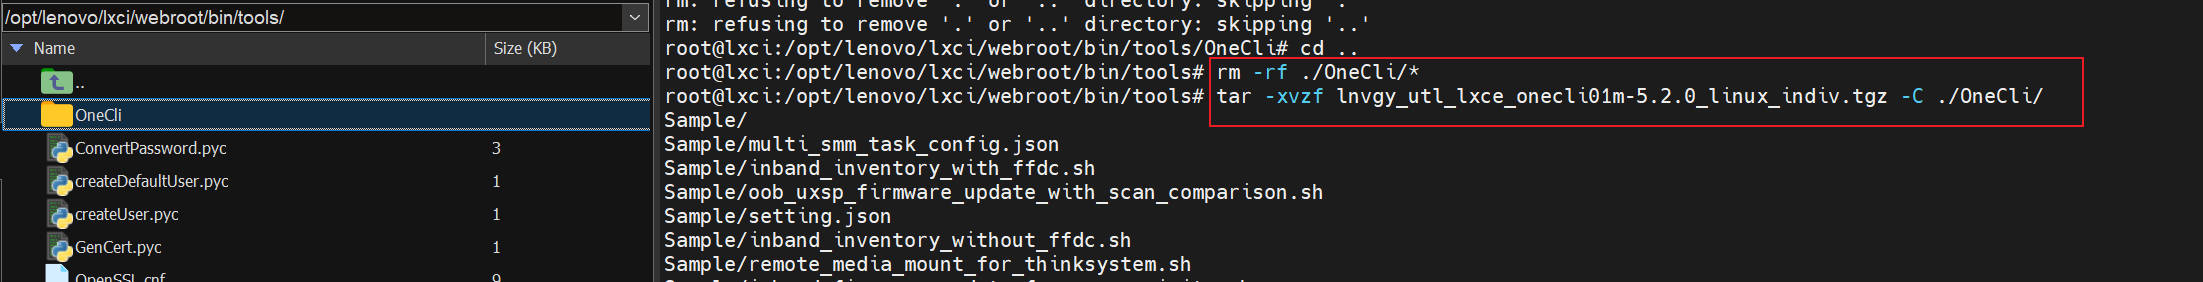 /opt/lenovo/lxci/webroot/bin/tools/
Name
Size (KB)
..
OneCli
ConvertPassword.pyc
3
createDefaultUser.pyc
1
createUser.pyc
1
GenCert.pyc
1
OpenSSL.cnf
9
rm: refusing to remove '.' or '..' directory: skipping '.'
rm: refusing to remove '.' or '..' directory: skipping '..'
root@lxci:/opt/lenovo/lxci/webroot/bin/tools/OneCli# cd ..
root@lxci:/opt/lenovo/lxci/webroot/bin/tools# rm -rf ./OneCli/*
root@lxci:/opt/lenovo/lxci/webroot/bin/tools# tar -xvzf lnvgy_utl_lxce_onecli01m-5.2.0_linux_indiv.tgz -C ./OneCli/
Sample/
Sample/multi_smm_task_config.json
Sample/inband_inventory_with_ffdc.sh
Sample/oob_uxsp_firmware_update_with_scan_comparison.sh
Sample/setting.json
Sample/inband_inventory_without_ffdc.sh
Sample/remote_media_mount_for_thinksystem.sh